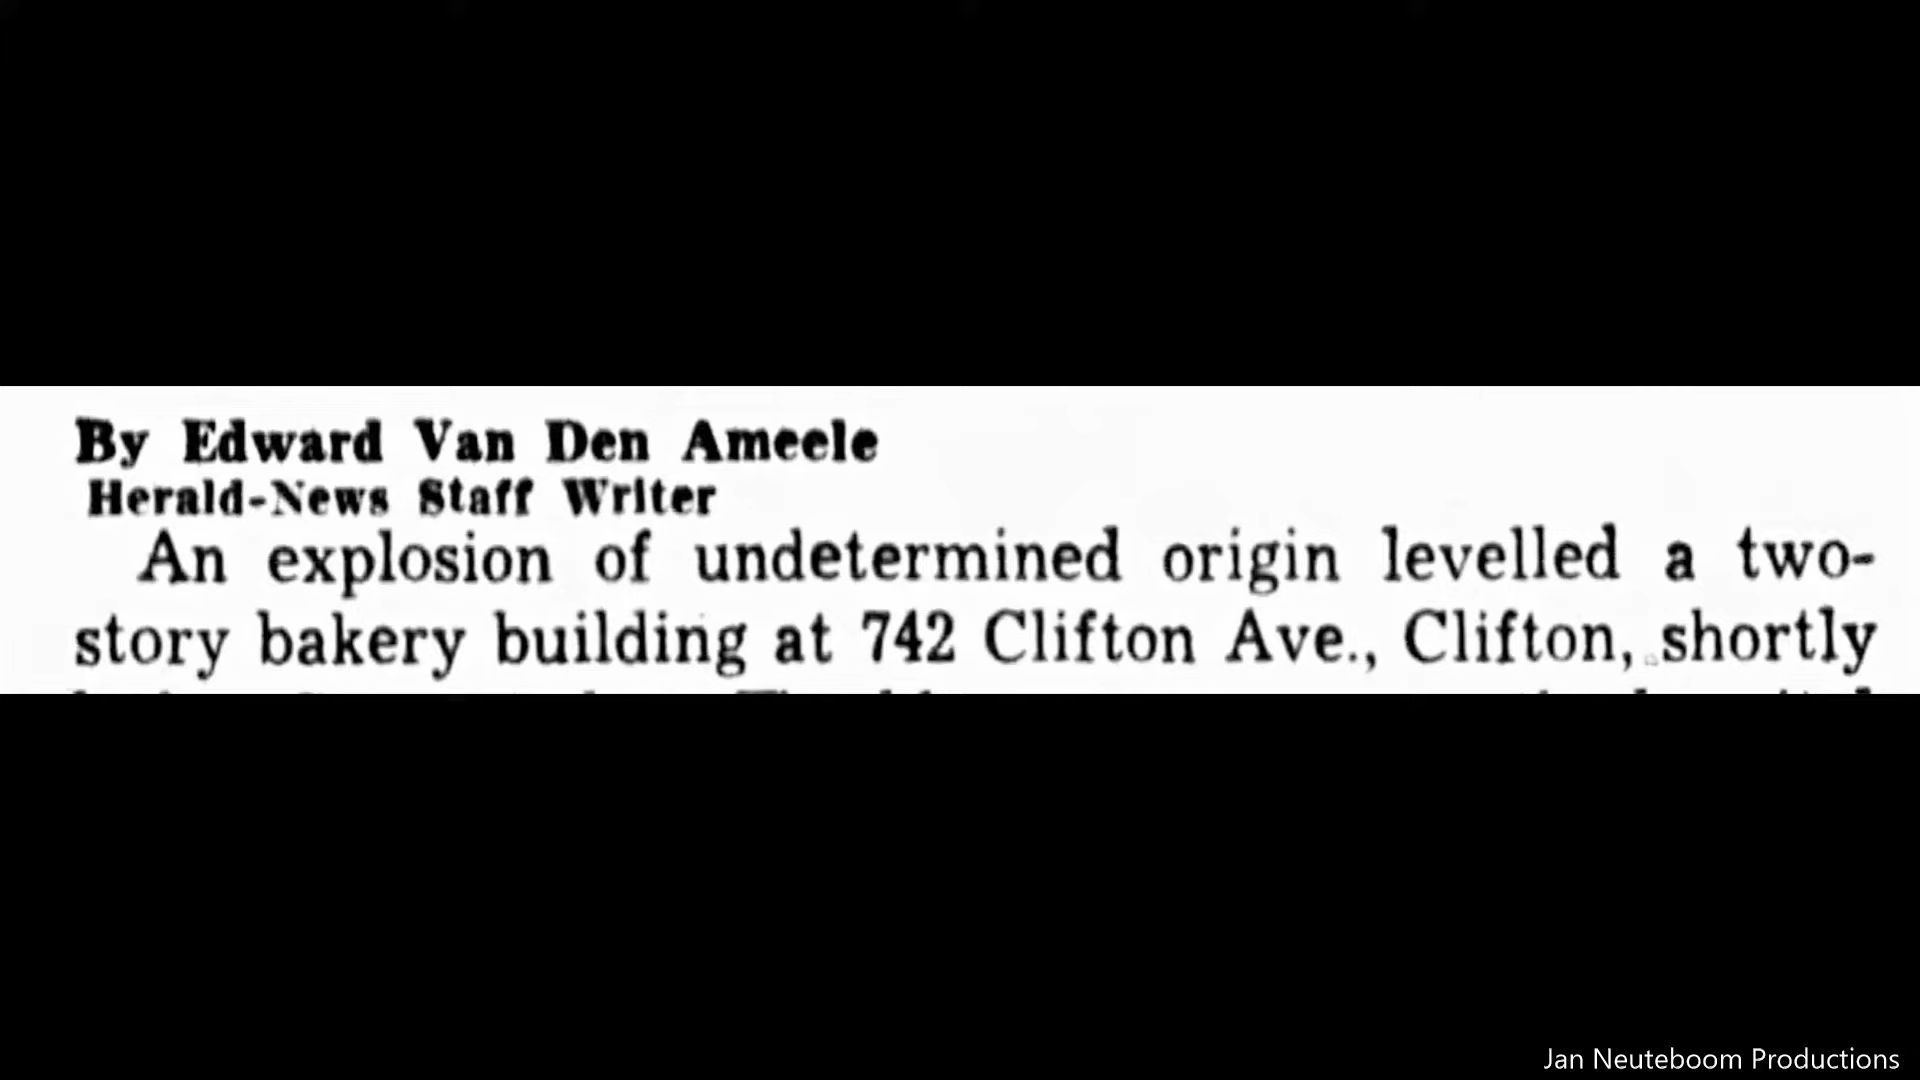 By Edward Van Den Ameele
Herald-News Staff Writer
An explosion of undetermined origin levelled a two-
story bakery building at 742 Clifton Ave., Clifton, shortly
Jan Neuteboom Productions